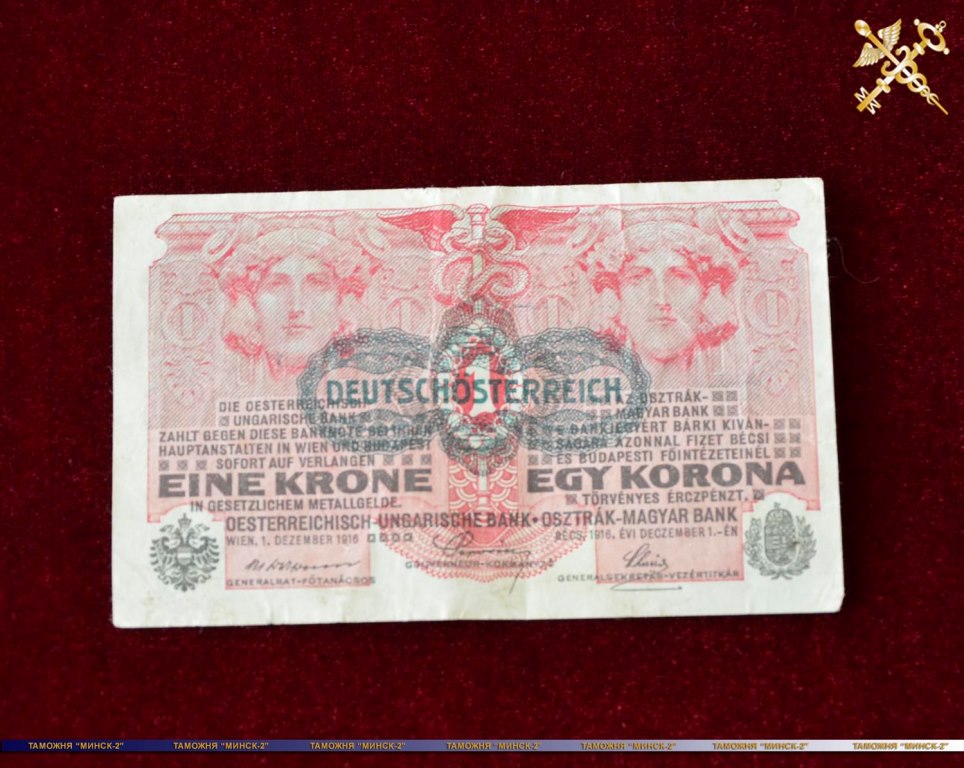 DEUTSCHÖSTERREICH
1
DIE OESTERREICHISCH-
UNGARISCHE BANK
ZAHLT GEGEN DIESE BANKNOTE BEI IHREN
HAUPTANSTALTEN IN WIEN UND BUDAPEST
SOFORT AUF VERLANGEN
EINE KRONE
IN GESETZLICHEM METALLGELDE.
AZ OSZTRÁK-
MAGYAR BANK
E BANKJEGYÉRT BÁRKI KIVÁN-
SÁGÁRA AZONNAL FIZET BÉCSI
ÉS BUDAPESTI FŐINTÉZETEINÉL
EGY KORONA
TÖRVÉNYES ÉRCZPÉNZT.
OESTERREICHISCH-UNGARISCHE BANK • OSZTRÁK-MAGYAR BANK
WIEN, 1. DEZEMBER 1916
BÉCS, 1916. ÉVI DECZEMBER 1.-ÉN
GENERALRAT-FŐTANÁCSOS
GOUVERNEUR-KORMÁNYZÓ
GENERALSEKRETÄR-VEZÉRTITKÁR
ТАМОЖНЯ "МИНСК-2" ТАМОЖНЯ "МИНСК-2" ТАМОЖНЯ "МИНСК-2" ТАМОЖНЯ "МИНСК-2" ТАМОЖНЯ "МИНСК-2" ТАМОЖНЯ "МИНСК-2" ТАМОЖНЯ "МИНСК-2"